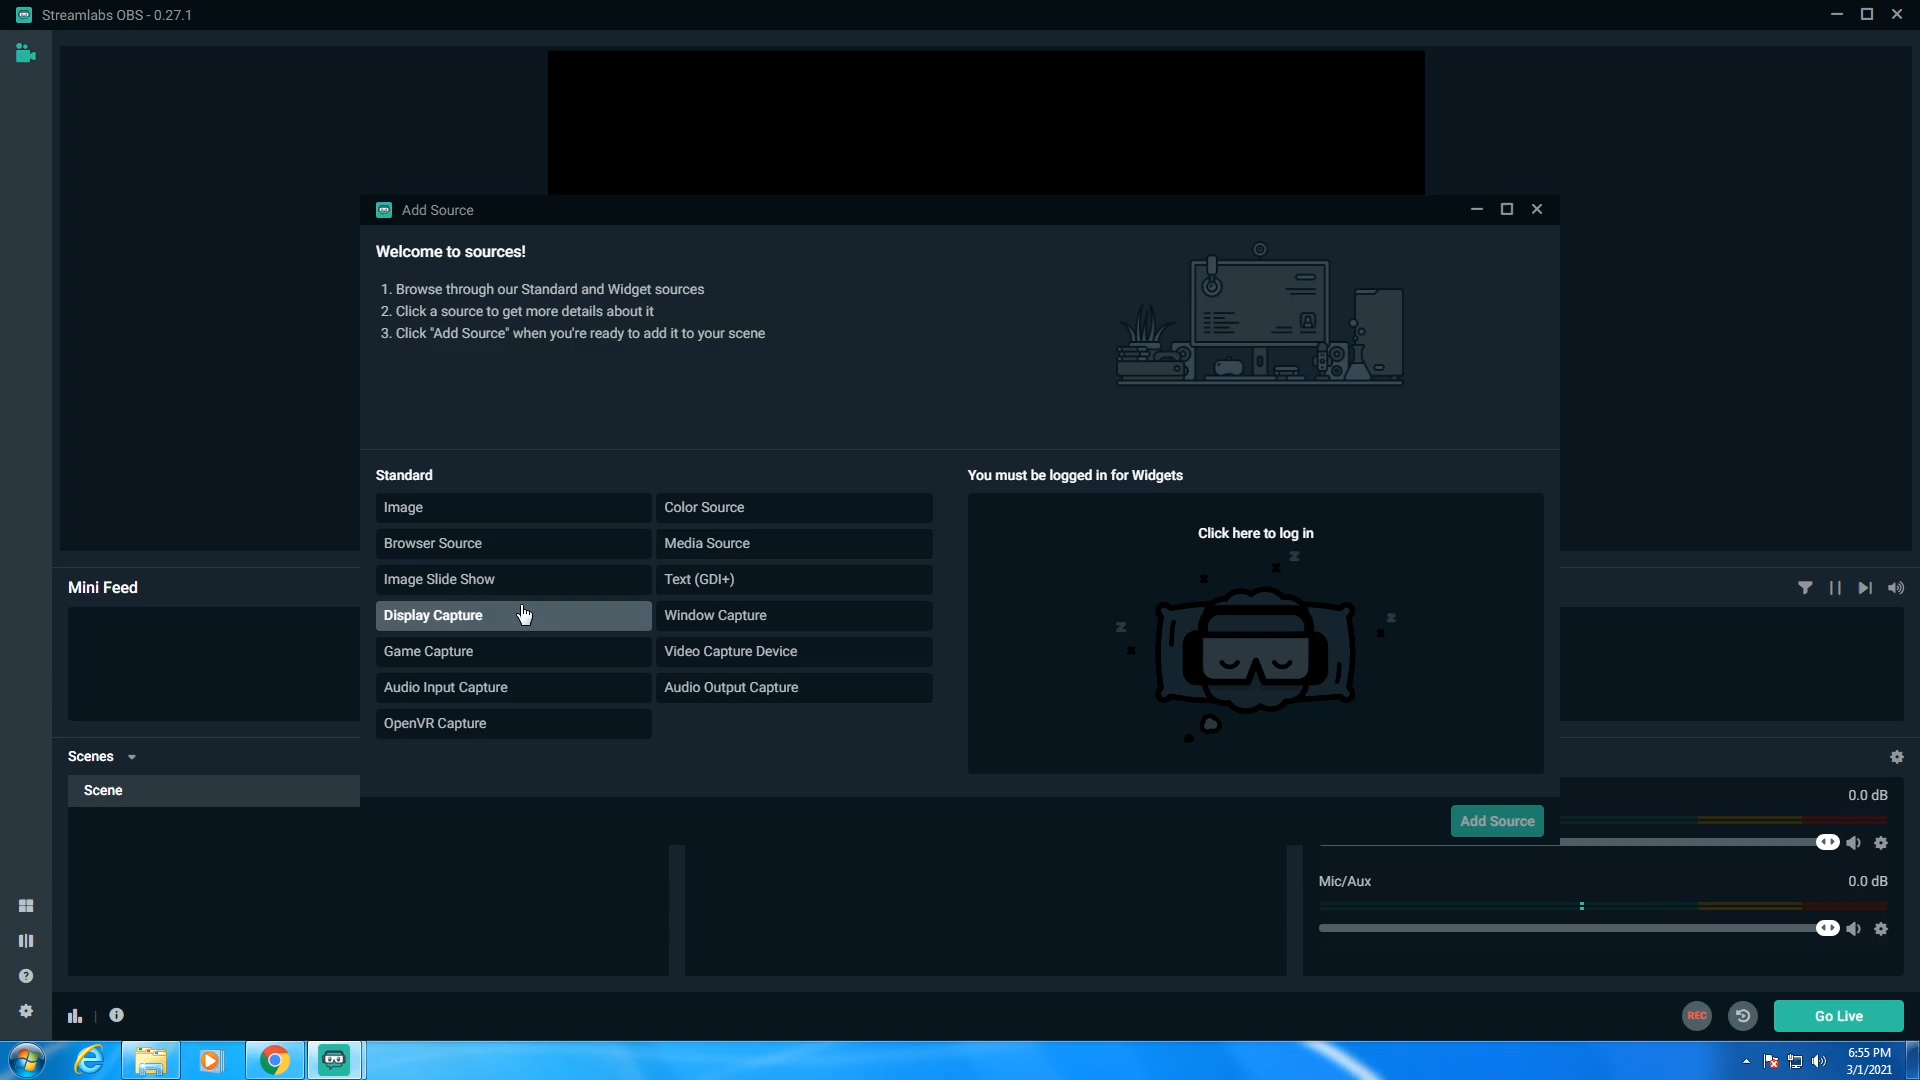 Streamlabs OBS - 0.27.1
Add Source
Welcome to sources!
1. Browse through our Standard and Widget sources
2. Click a source to get more details about it
3. Click "Add Source" when you're ready to add it to your scene
Standard
You must be logged in for Widgets
Image
Color Source
Click here to log in
Browser Source
Media Source
Image Slide Show
Text (GDI+)
Mini Feed
Display Capture
Window Capture
Game Capture
Video Capture Device
Audio Input Capture
Audio Output Capture
OpenVR Capture
Scenes
Scene
0.0 dB
Add Source
Mic/Aux
0.0 dB
REC
Go Live
6:55 PM
3/1/2021